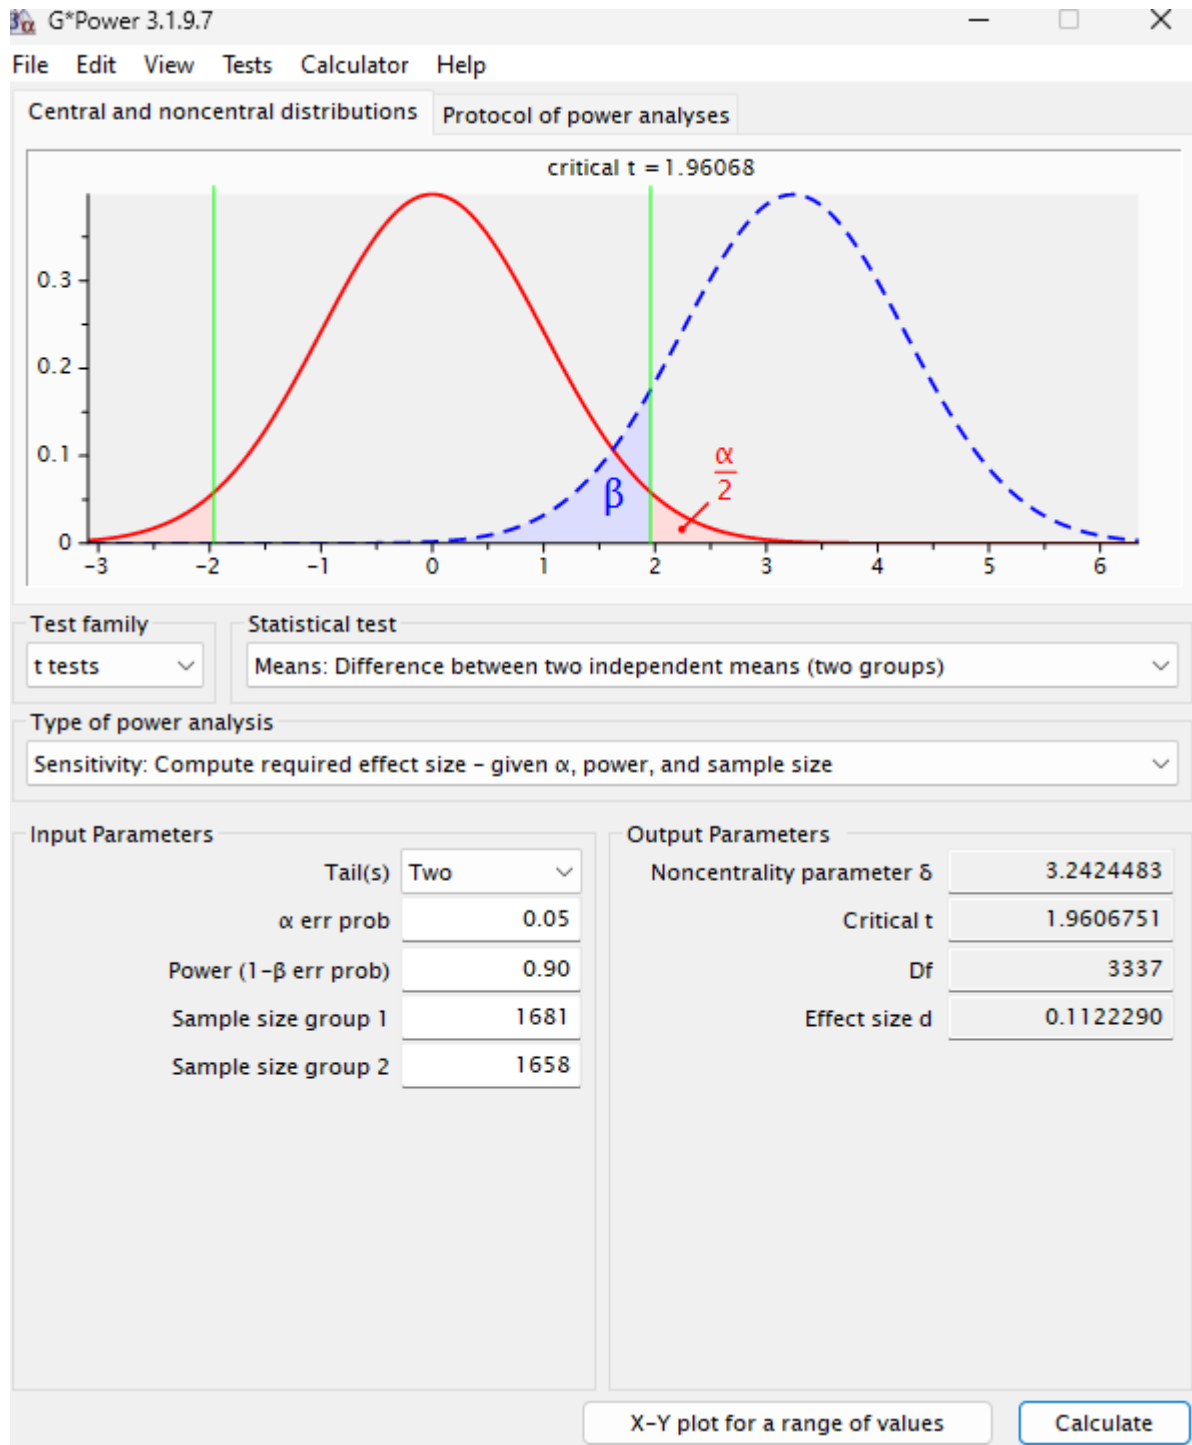 G*Power 3.1.9.7
File Edit View Tests Calculator Help
Central and noncentral distributions Protocol of power analyses
critical t = 1.96068
0.3
0.2
0.1
0
β
α
2
-3 -2 -1 0 1 2 3 4 5 6
Test family Statistical test
t tests Means: Difference between two independent means (two groups)
Type of power analysis
Sensitivity: Compute required effect size – given α, power, and sample size
Input Parameters Output Parameters
Tail(s) Two Noncentrality parameter δ 3.2424483
α err prob 0.05 Critical t 1.9606751
Power (1-β err prob) 0.90 Df 3337
Sample size group 1 1681 Effect size d 0.1122290
Sample size group 2 1658
X-Y plot for a range of values Calculate